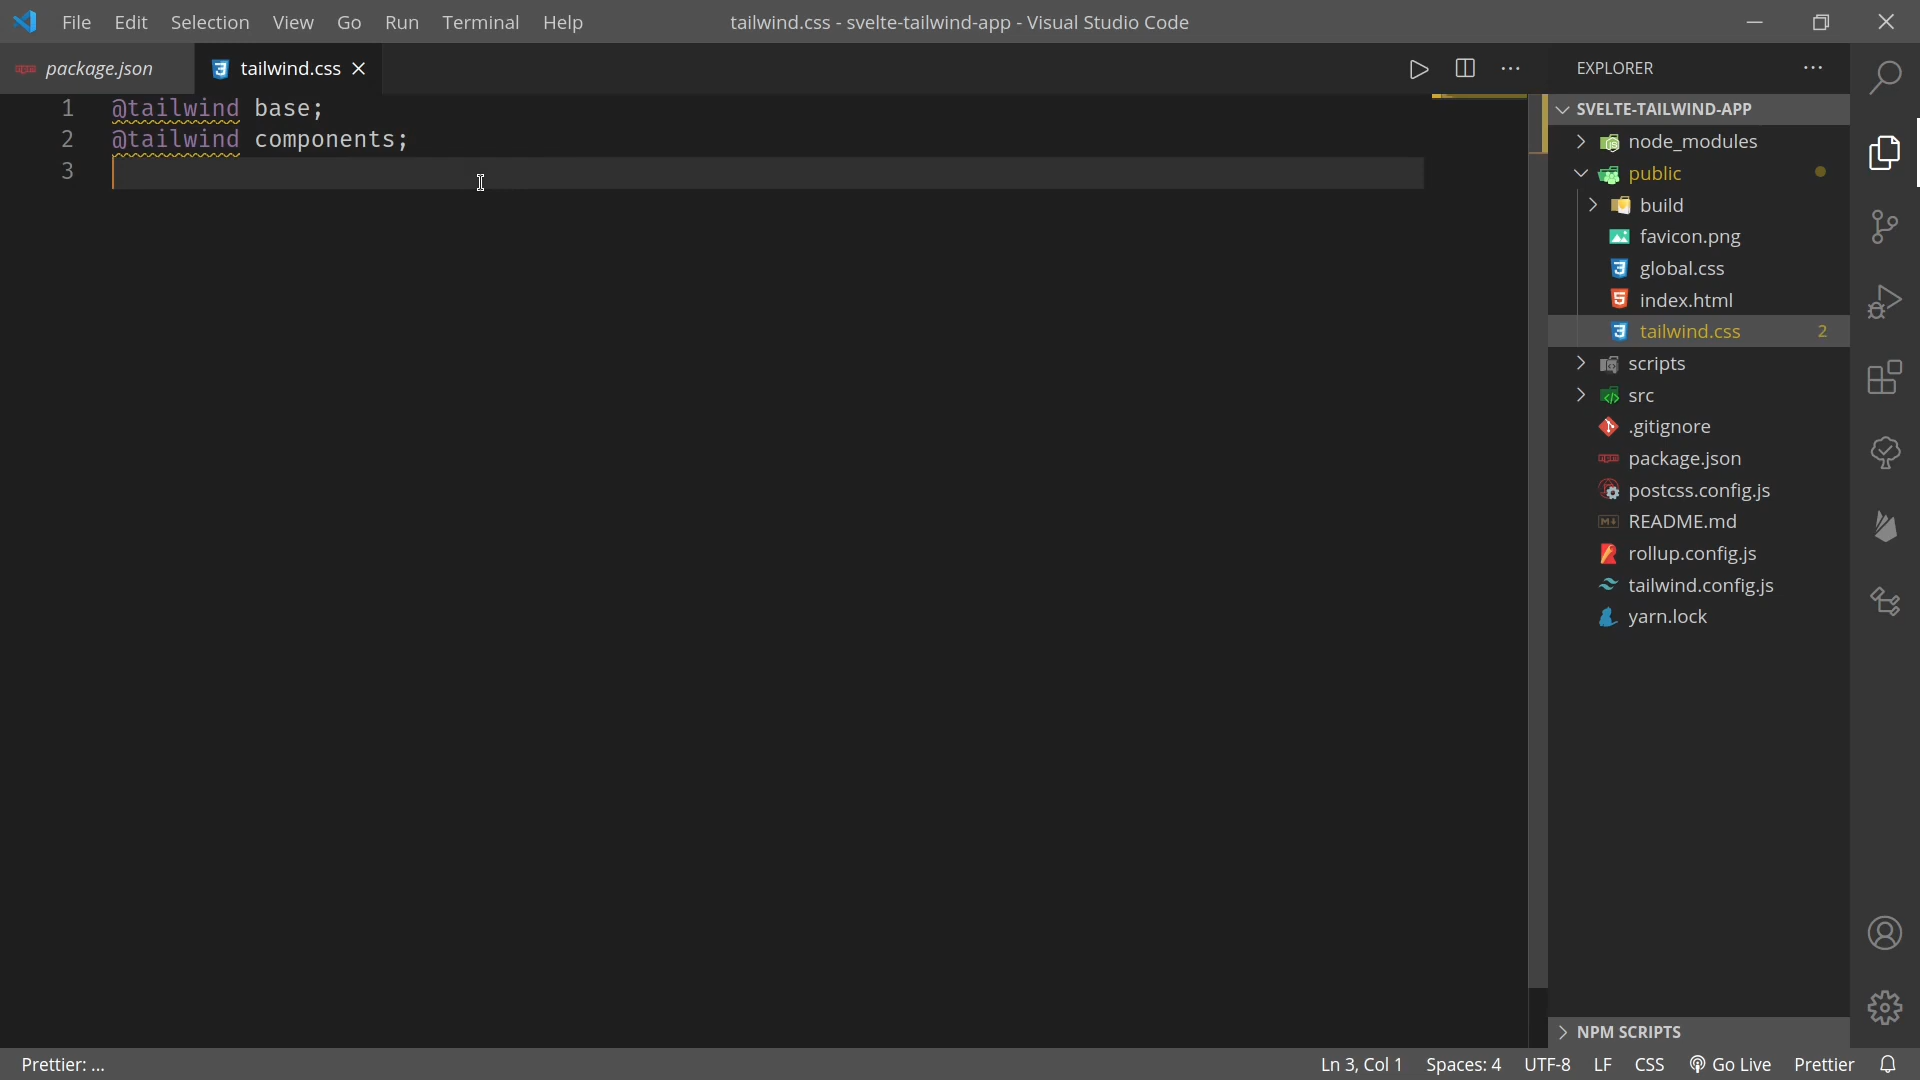 File Edit Selection View Go Run Terminal Help
tailwind.css - svelte-tailwind-app - Visual Studio Code
package.json
tailwind.css
EXPLORER
1 @tailwind base;
2 @tailwind components;
3
SVELTE-TAILWIND-APP
node_modules
public
build
favicon.png
global.css
index.html
tailwind.css 2
scripts
src
.gitignore
package.json
postcss.config.js
README.md
rollup.config.js
tailwind.config.js
yarn.lock
NPM SCRIPTS
Prettier: ...
Ln 3, Col 1 Spaces: 4 UTF-8 LF CSS Go Live Prettier